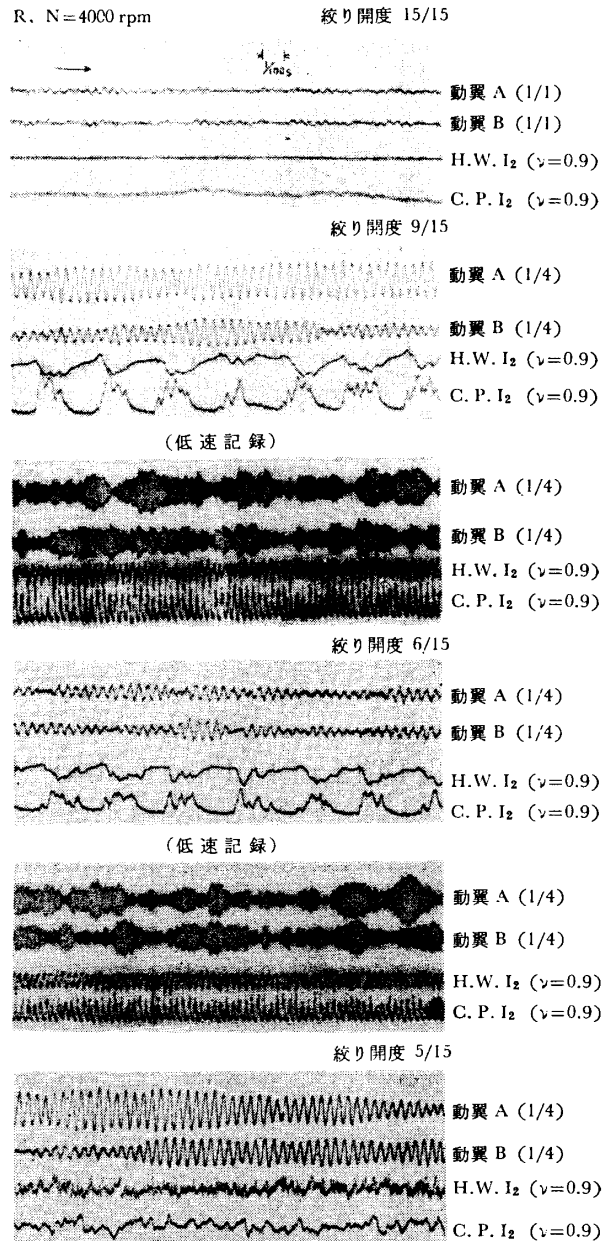 R、N=4000 rpm 絞り開度 15/15
1/100s
動翼 A (1/1)
動翼 B (1/1)
H.W. I₂ (ν=0.9)
C. P. I₂ (ν=0.9)
絞り開度 9/15
動翼 A (1/4)
動翼 B (1/4)
H.W. I₂ (ν=0.9)
C. P. I₂ (ν=0.9)
(低速記録)
動翼 A (1/4)
動翼 B (1/4)
H.W. I₂ (ν=0.9)
C. P. I₂ (ν=0.9)
絞り開度 6/15
動翼 A (1/4)
動翼 B (1/4)
H.W. I₂ (ν=0.9)
C. P. I₂ (ν=0.9)
(低速記録)
動翼 A (1/4)
動翼 B (1/4)
H.W. I₂ (ν=0.9)
C. P. I₂ (ν=0.9)
絞り開度 5/15
動翼 A (1/4)
動翼 B (1/4)
H.W. I₂ (ν=0.9)
C. P. I₂ (ν=0.9)